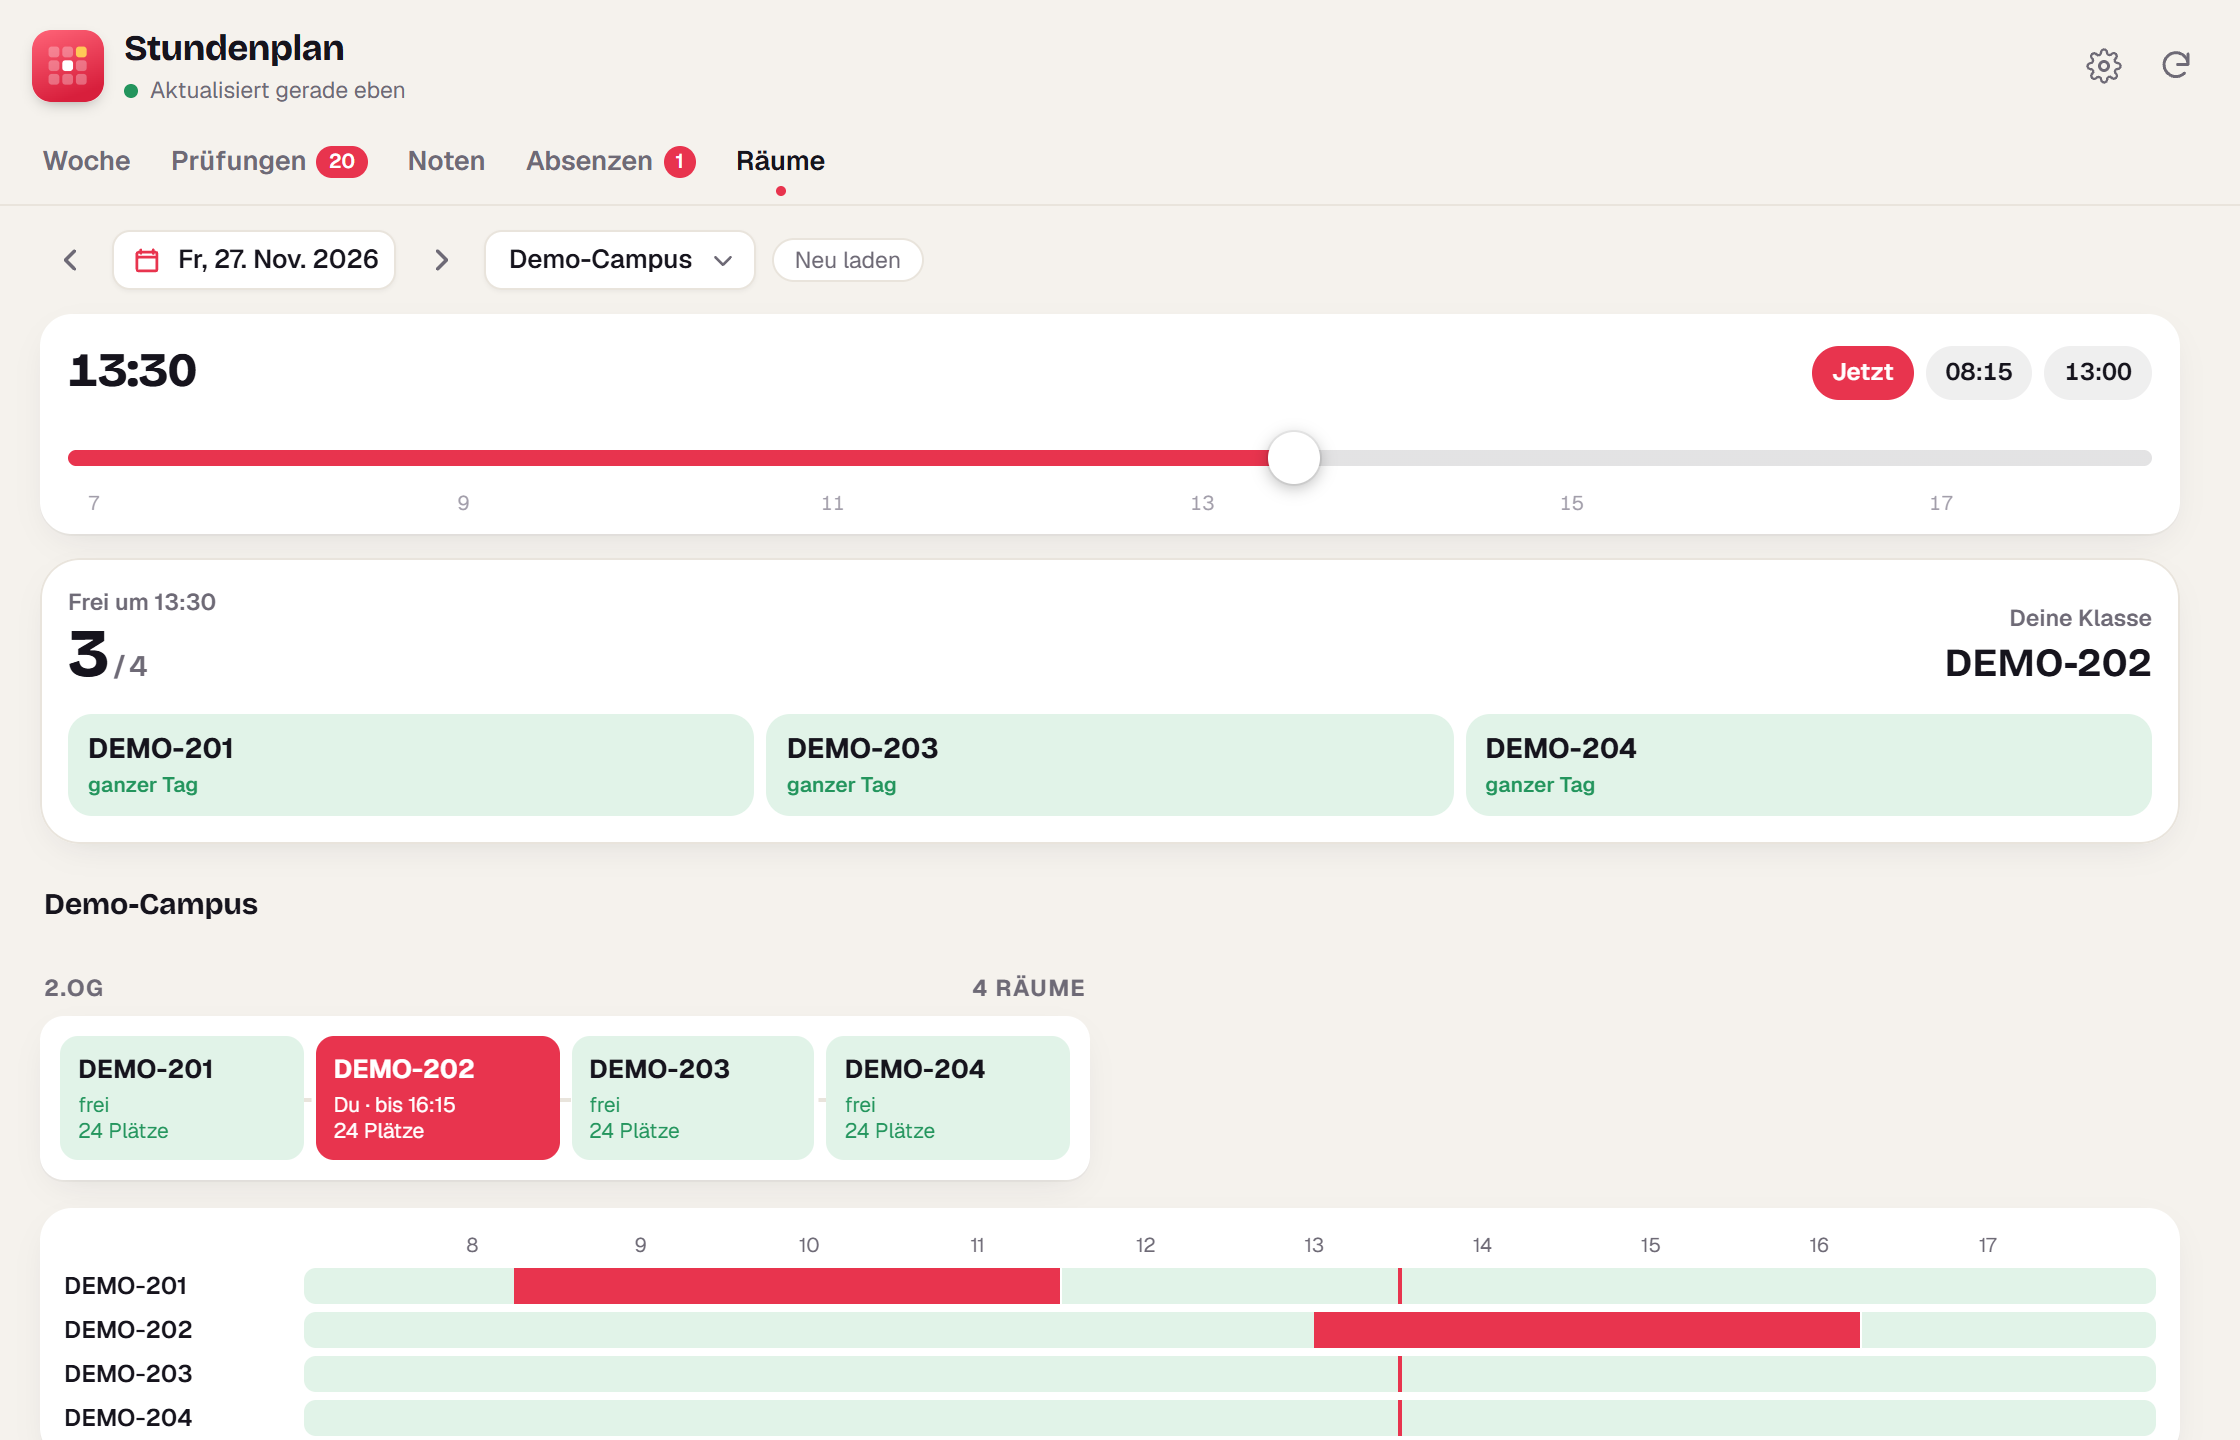 Stundenplan
Aktualisiert gerade eben
Woche Prüfungen 20 Noten Absenzen 1 Räume
Fr, 27. Nov. 2026 Demo-Campus Neu laden
13:30 Jetzt 08:15 13:00
7 9 11 13 15 17
Frei um 13:30
3 / 4
Deine Klasse
DEMO-202
DEMO-201 DEMO-203 DEMO-204
ganzer Tag ganzer Tag ganzer Tag
Demo-Campus
2.OG 4 RÄUME
DEMO-201 DEMO-202 DEMO-203 DEMO-204
frei Du · bis 16:15 frei frei
24 Plätze 24 Plätze 24 Plätze 24 Plätze
8 9 10 11 12 13 14 15 16 17
DEMO-201
DEMO-202
DEMO-203
DEMO-204